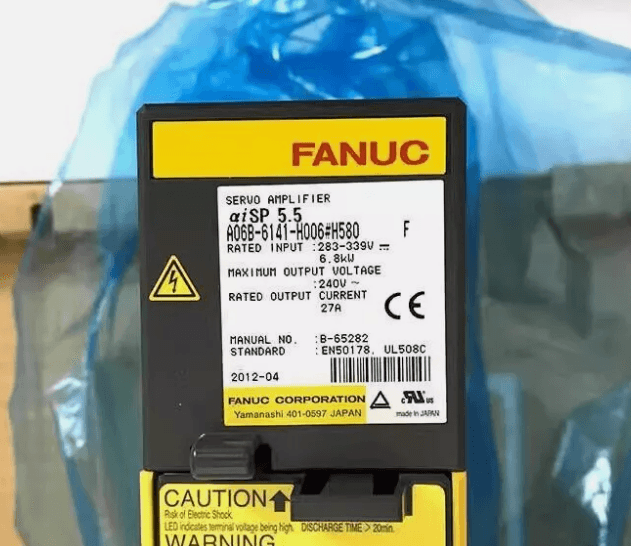 FANUC
SERVO AMPLIFIER
αiSP 5.5
A06B-6141-H006#H580 F
RATED INPUT :283-339V ⎓
6.8kW
MAXIMUM OUTPUT VOLTAGE
:240V ~
RATED OUTPUT CURRENT
27A
CE
MANUAL NO. :B-65282
STANDARD :EN50178, UL508C
2012-04
FANUC CORPORATION
Yamanashi 401-0597 JAPAN
c UL us
made in JAPAN
CAUTION
Risk of Electric Shock.
LED indicates terminal voltage being high. DISCHARGE TIME > 20min.
WARNING